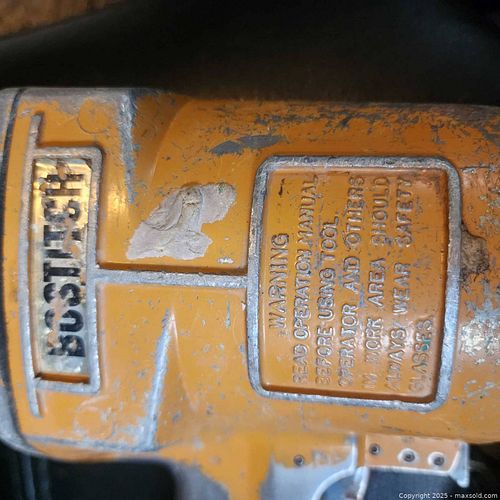 BOSTITCH
WARNING
READ OPERATION MANUAL
BEFORE USING TOOL.
OPERATOR AND OTHERS
IN WORK AREA SHOULD
ALWAYS WEAR SAFETY
GLASSES.
Copyright 2025 - maxsold.com